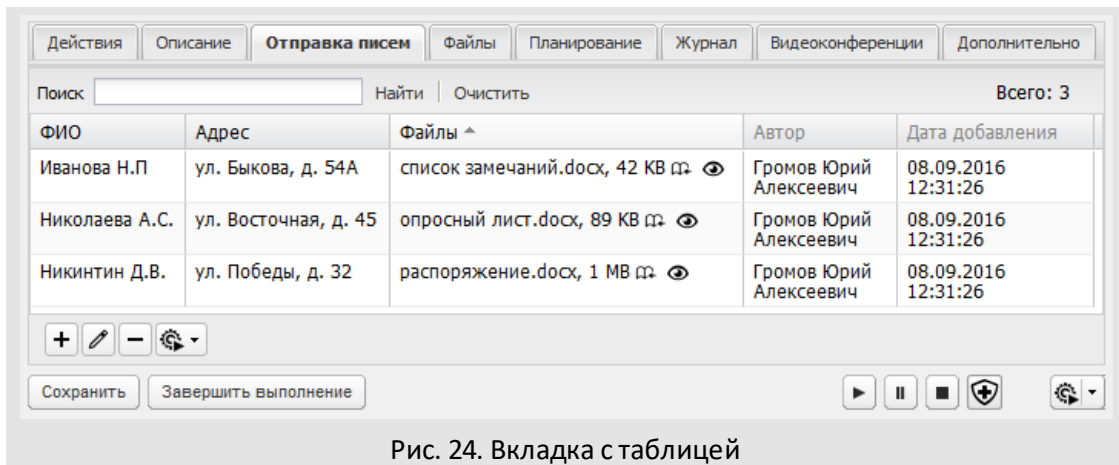 Действия Описание Отправка писем Файлы Планирование Журнал Видеоконференции Дополнительно
Поиск Найти Очистить Всего: 3
ФИО Адрес Файлы Автор Дата добавления
Иванова Н.П ул. Быкова, д. 54А список замечаний.docx, 42 KB Громов Юрий 08.09.2016
Алексеевич 12:31:26
Николаева А.С. ул. Восточная, д. 45 опросный лист.docx, 89 KB Громов Юрий 08.09.2016
Алексеевич 12:31:26
Никинтин Д.В. ул. Победы, д. 32 распоряжение.docx, 1 MB Громов Юрий 08.09.2016
Алексеевич 12:31:26
Сохранить Завершить выполнение
Рис. 24. Вкладка с таблицей